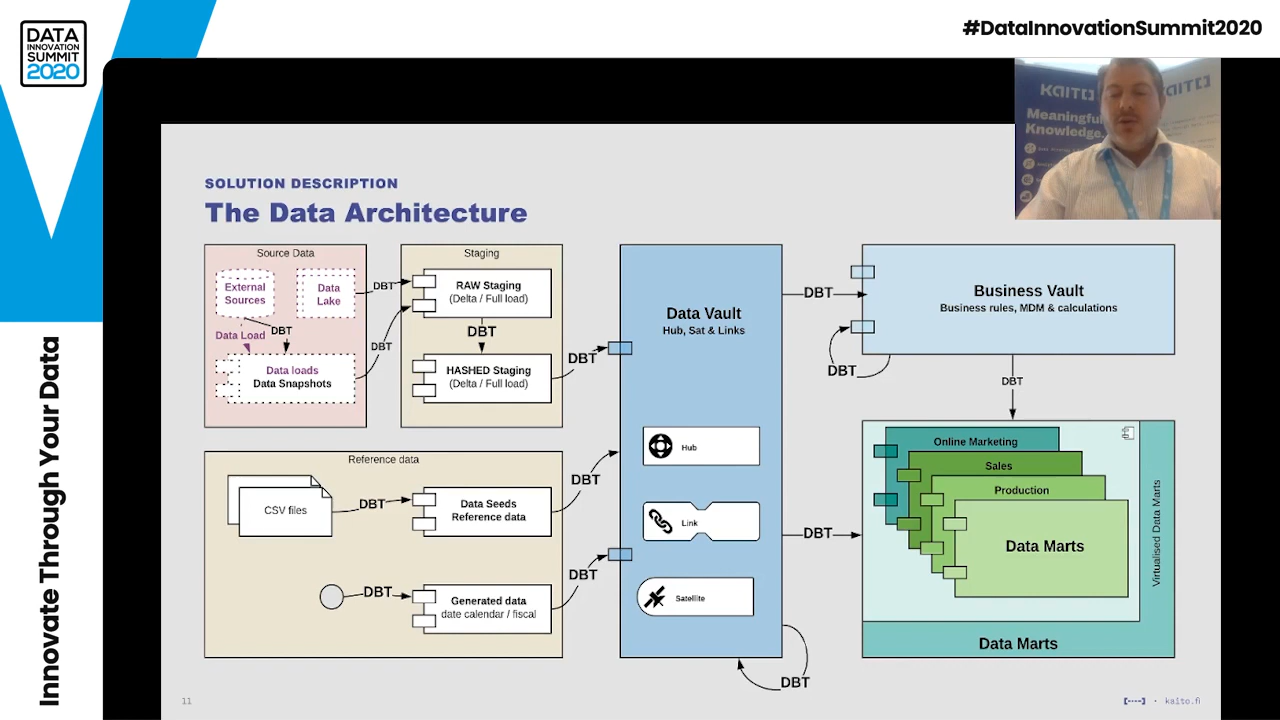 DATA
INNOVATION
SUMMIT
2020
#DataInnovationSummit2020
Innovate Through Your Data
KAITO
Meaningful
Knowledge.
SOLUTION DESCRIPTION
The Data Architecture
Source Data
External
Sources
Data
Lake
DBT
Data Load
DBT
Data loads
Data Snapshots
DBT
Staging
RAW Staging
(Delta / Full load)
DBT
HASHED Staging
(Delta / Full load)
DBT
Reference data
CSV files
DBT
Data Seeds
Reference data
DBT
DBT
Generated data
date calendar / fiscal
DBT
Data Vault
Hub, Sat & Links
Hub
Link
Satellite
DBT
DBT
DBT
Business Vault
Business rules, MDM & calculations
DBT
DBT
Online Marketing
Sales
Production
Data Marts
Virtualised Data Marts
Data Marts
11
[----] · kaito.fi